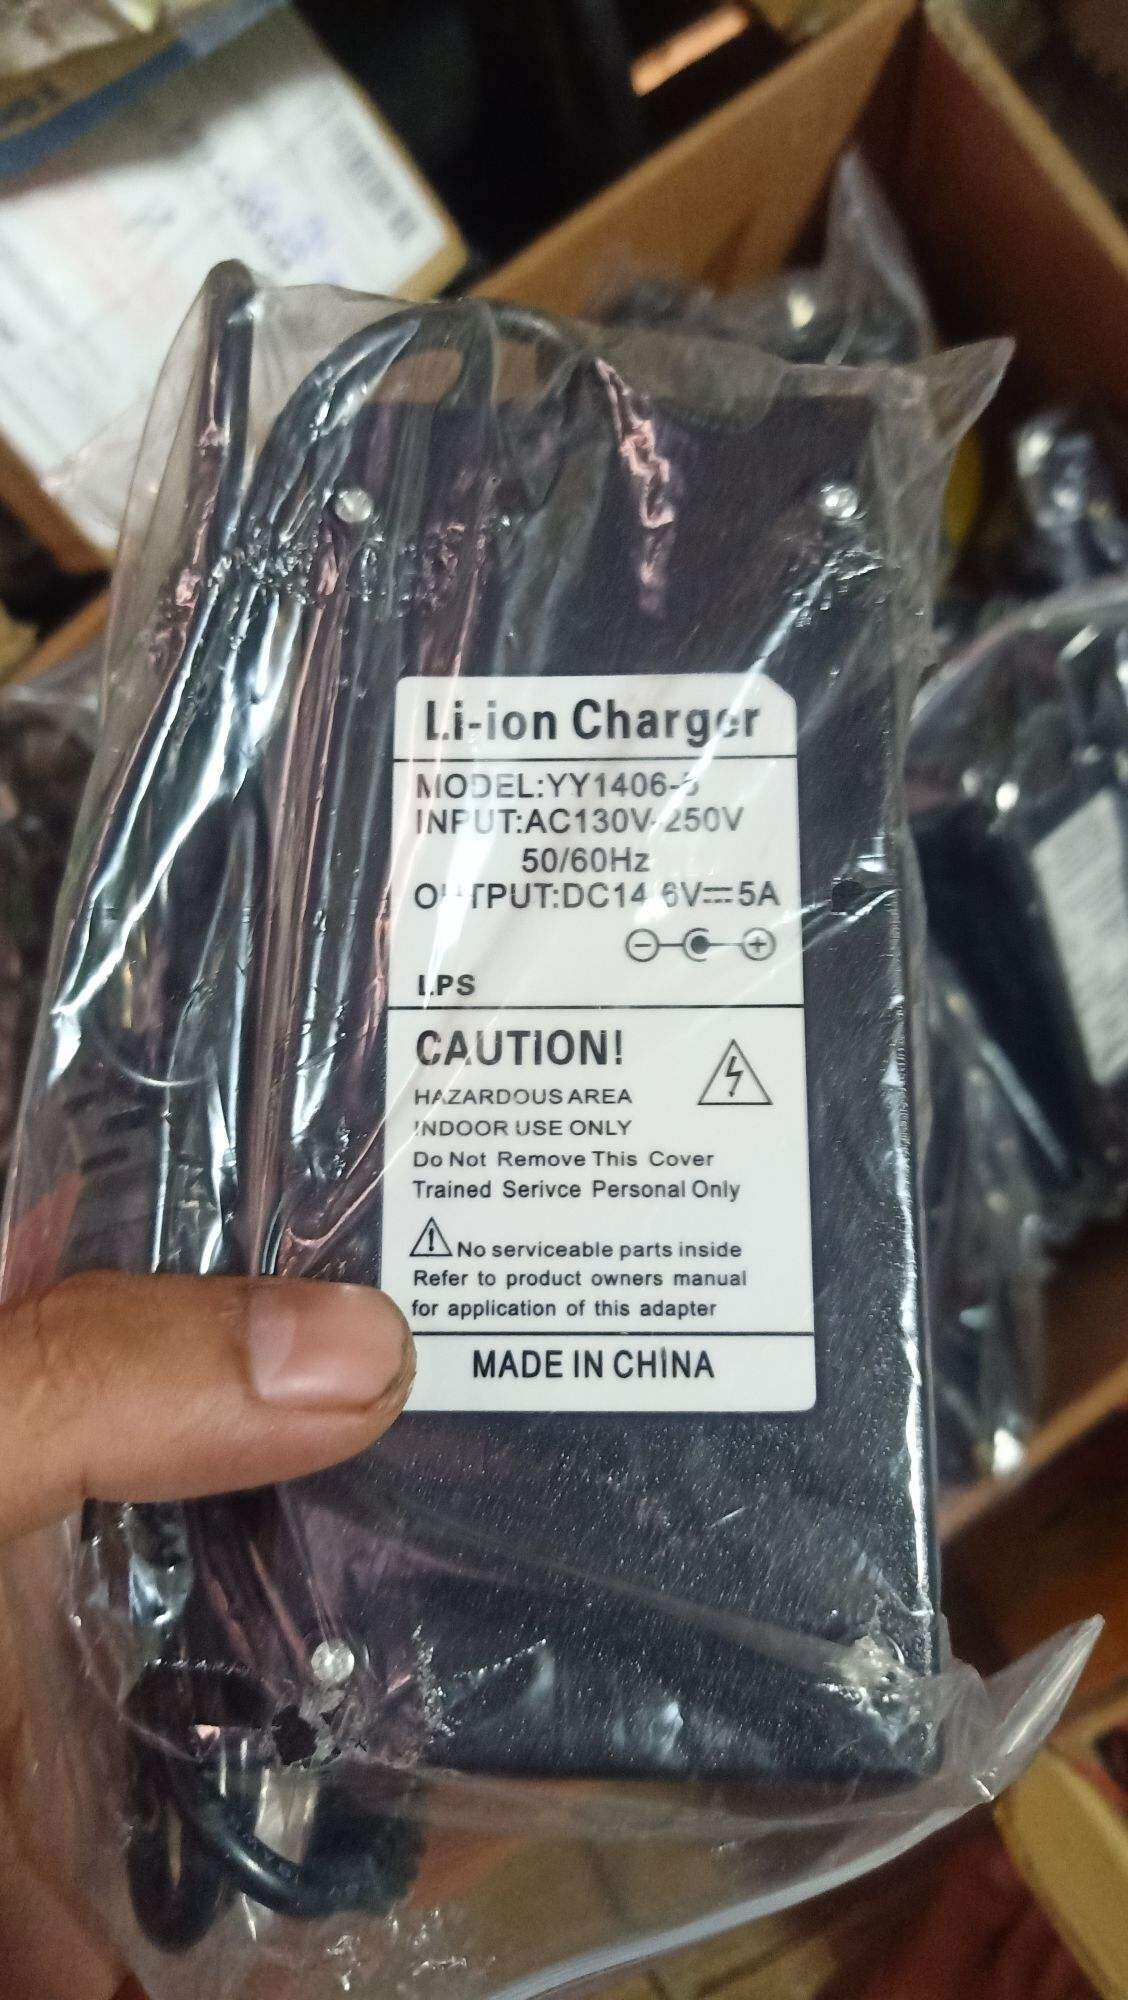 Li-ion Charger
MODEL:YY1406-5
INPUT:AC130V-250V
50/60Hz
OUTPUT:DC14.6V⎓5A
LPS
CAUTION!
HAZARDOUS AREA
INDOOR USE ONLY
Do Not Remove This Cover
Trained Serivce Personal Only
No serviceable parts inside
Refer to product owners manual
for application of this adapter
MADE IN CHINA